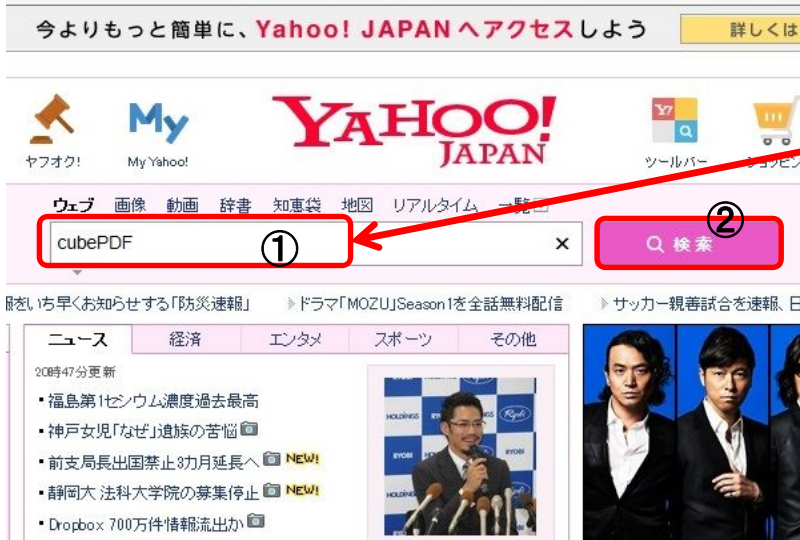 今よりもっと簡単に、Yahoo! JAPAN へアクセスしよう
詳しくは
YAHOO!
JAPAN
My
Y?
ヤフオク!
My Yahoo!
ツールバー
ウェブ 画像 動画 辞書 知恵袋 地図 リアルタイム 一覧
cubePDF
①
×
検索
②
報をいち早くお知らせする「防災速報」
ドラマ「MOZU」Season1を全話無料配信
サッカー親善試合を速報、日
ニュース 経済 エンタメ スポーツ その他
20時47分更新
・福島第1セシウム濃度過去最高
・神戸女児「なぜ」遺族の苦悩
・前支局長出国禁止3カ月延長へ NEW!
・静岡大 法科大学院の募集停止 NEW!
・Dropbox 700万件情報流出か
HOLDINGS
Ryobi
RYOBI